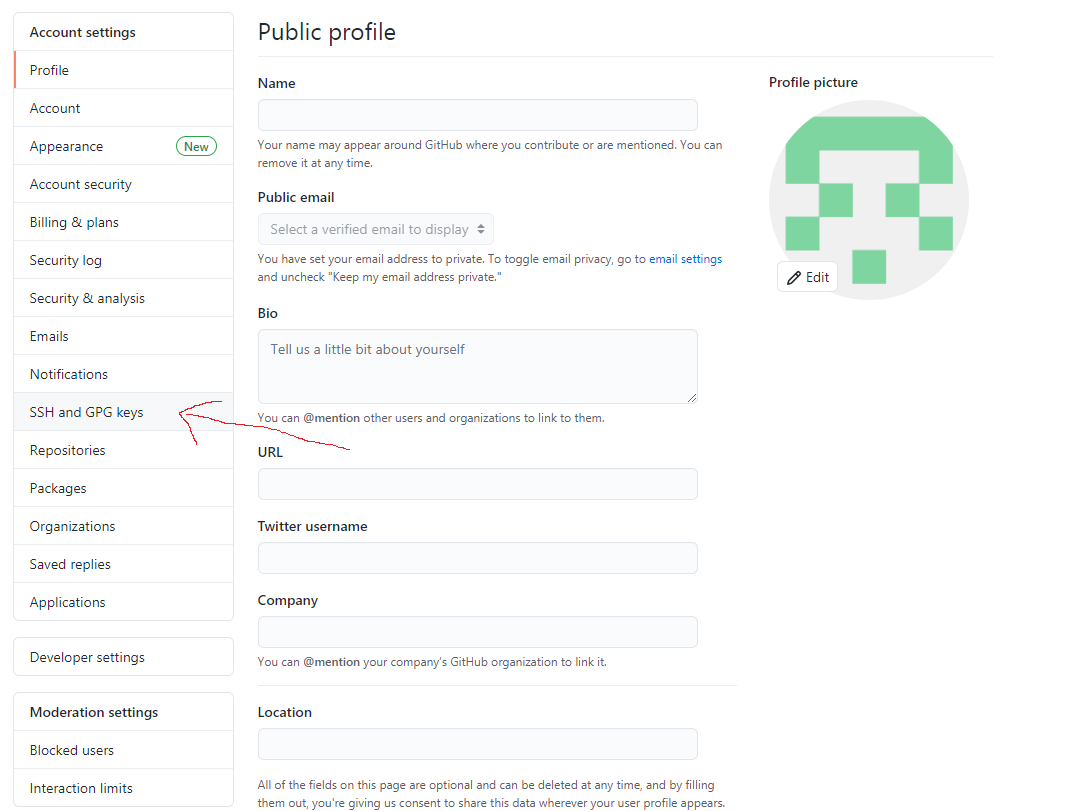 Account settings
Profile
Account
Appearance New
Account security
Billing & plans
Security log
Security & analysis
Emails
Notifications
SSH and GPG keys
Repositories
Packages
Organizations
Saved replies
Applications
Developer settings
Moderation settings
Blocked users
Interaction limits
Public profile
Name
Your name may appear around GitHub where you contribute or are mentioned. You can
remove it at any time.
Public email
Select a verified email to display
You have set your email address to private. To toggle email privacy, go to email settings
and uncheck "Keep my email address private."
Bio
Tell us a little bit about yourself
You can @mention other users and organizations to link to them.
URL
Twitter username
Company
You can @mention your company's GitHub organization to link it.
Location
All of the fields on this page are optional and can be deleted at any time, and by filling
them out, you're giving us consent to share this data wherever your user profile appears.
Profile picture
Edit